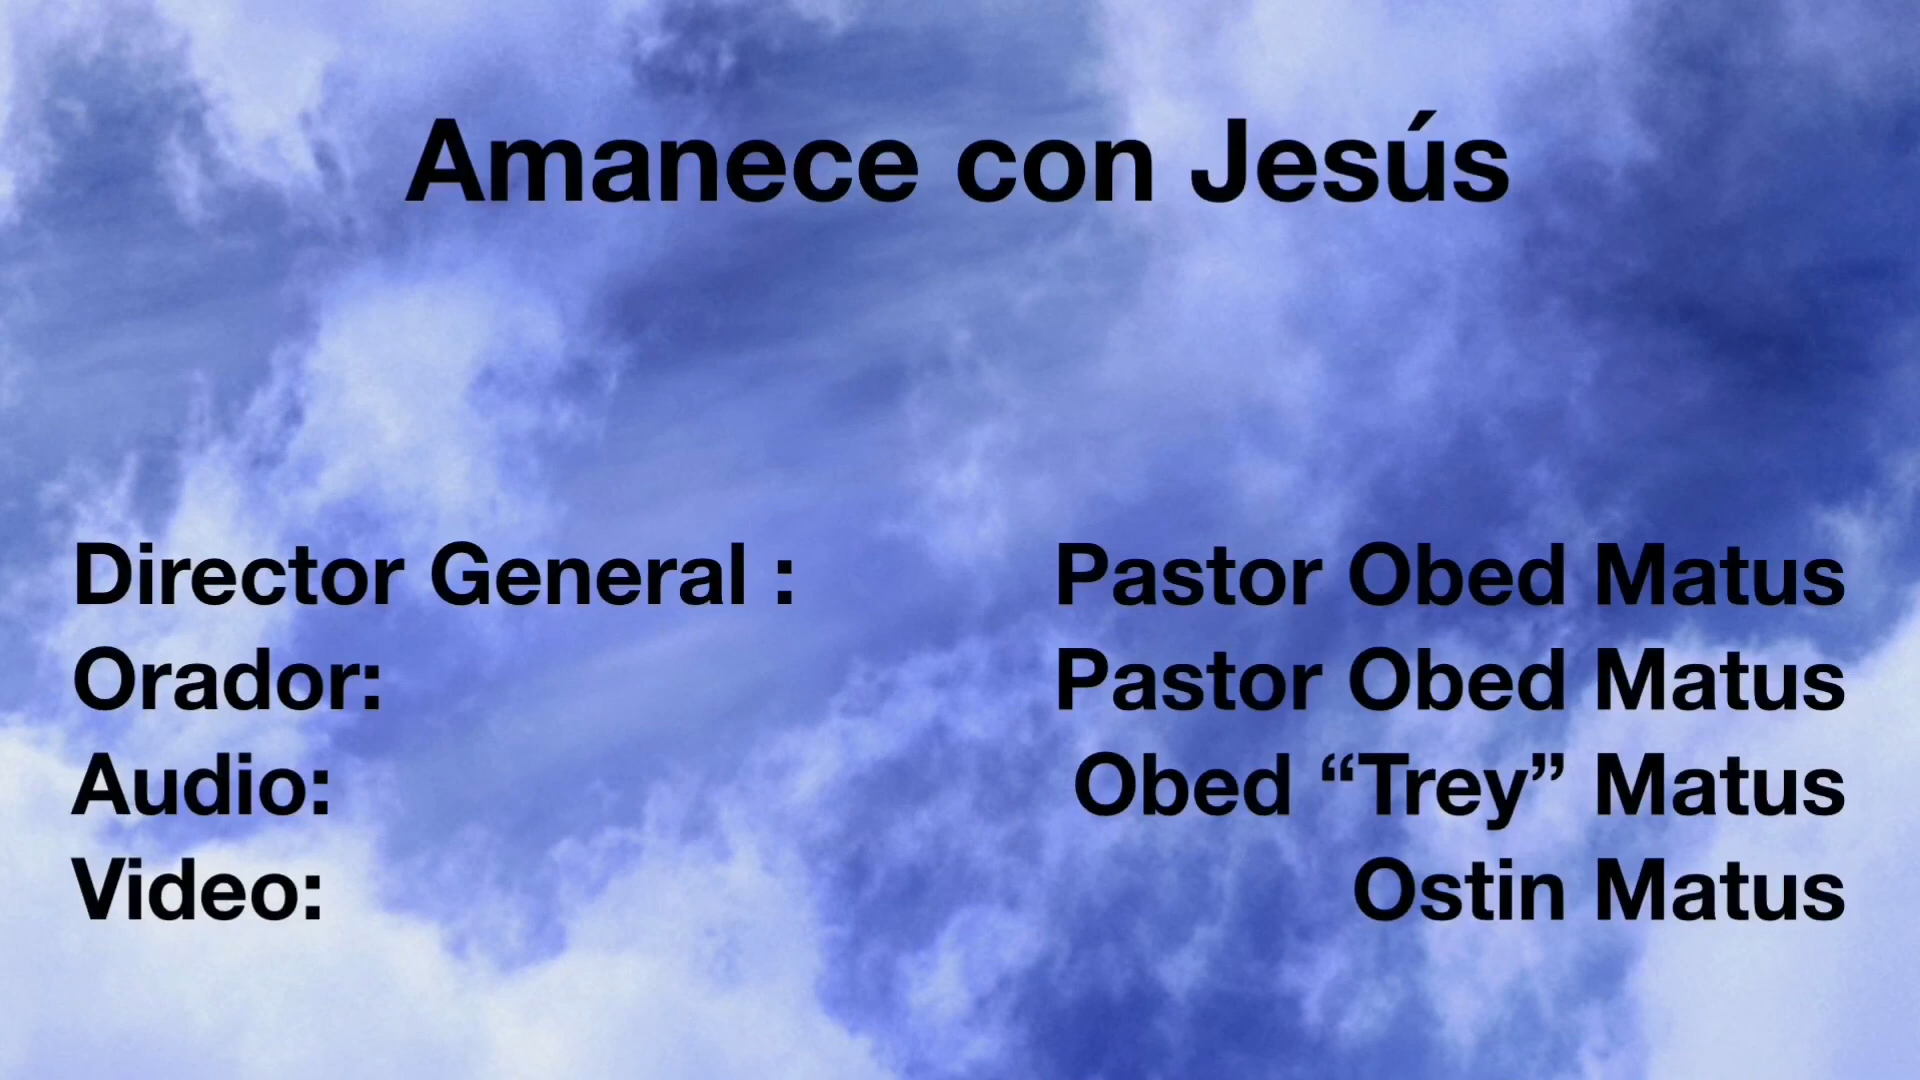 Amanece con Jesús
Director General : Pastor Obed Matus
Orador: Pastor Obed Matus
Audio: Obed “Trey” Matus
Video: Ostin Matus